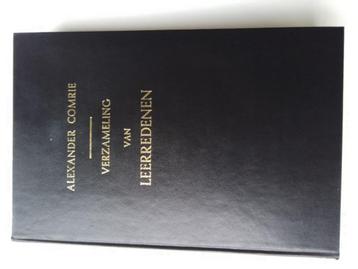 ALEXANDER COMRIE
VERZAMELING
VAN
LEERREDENEN